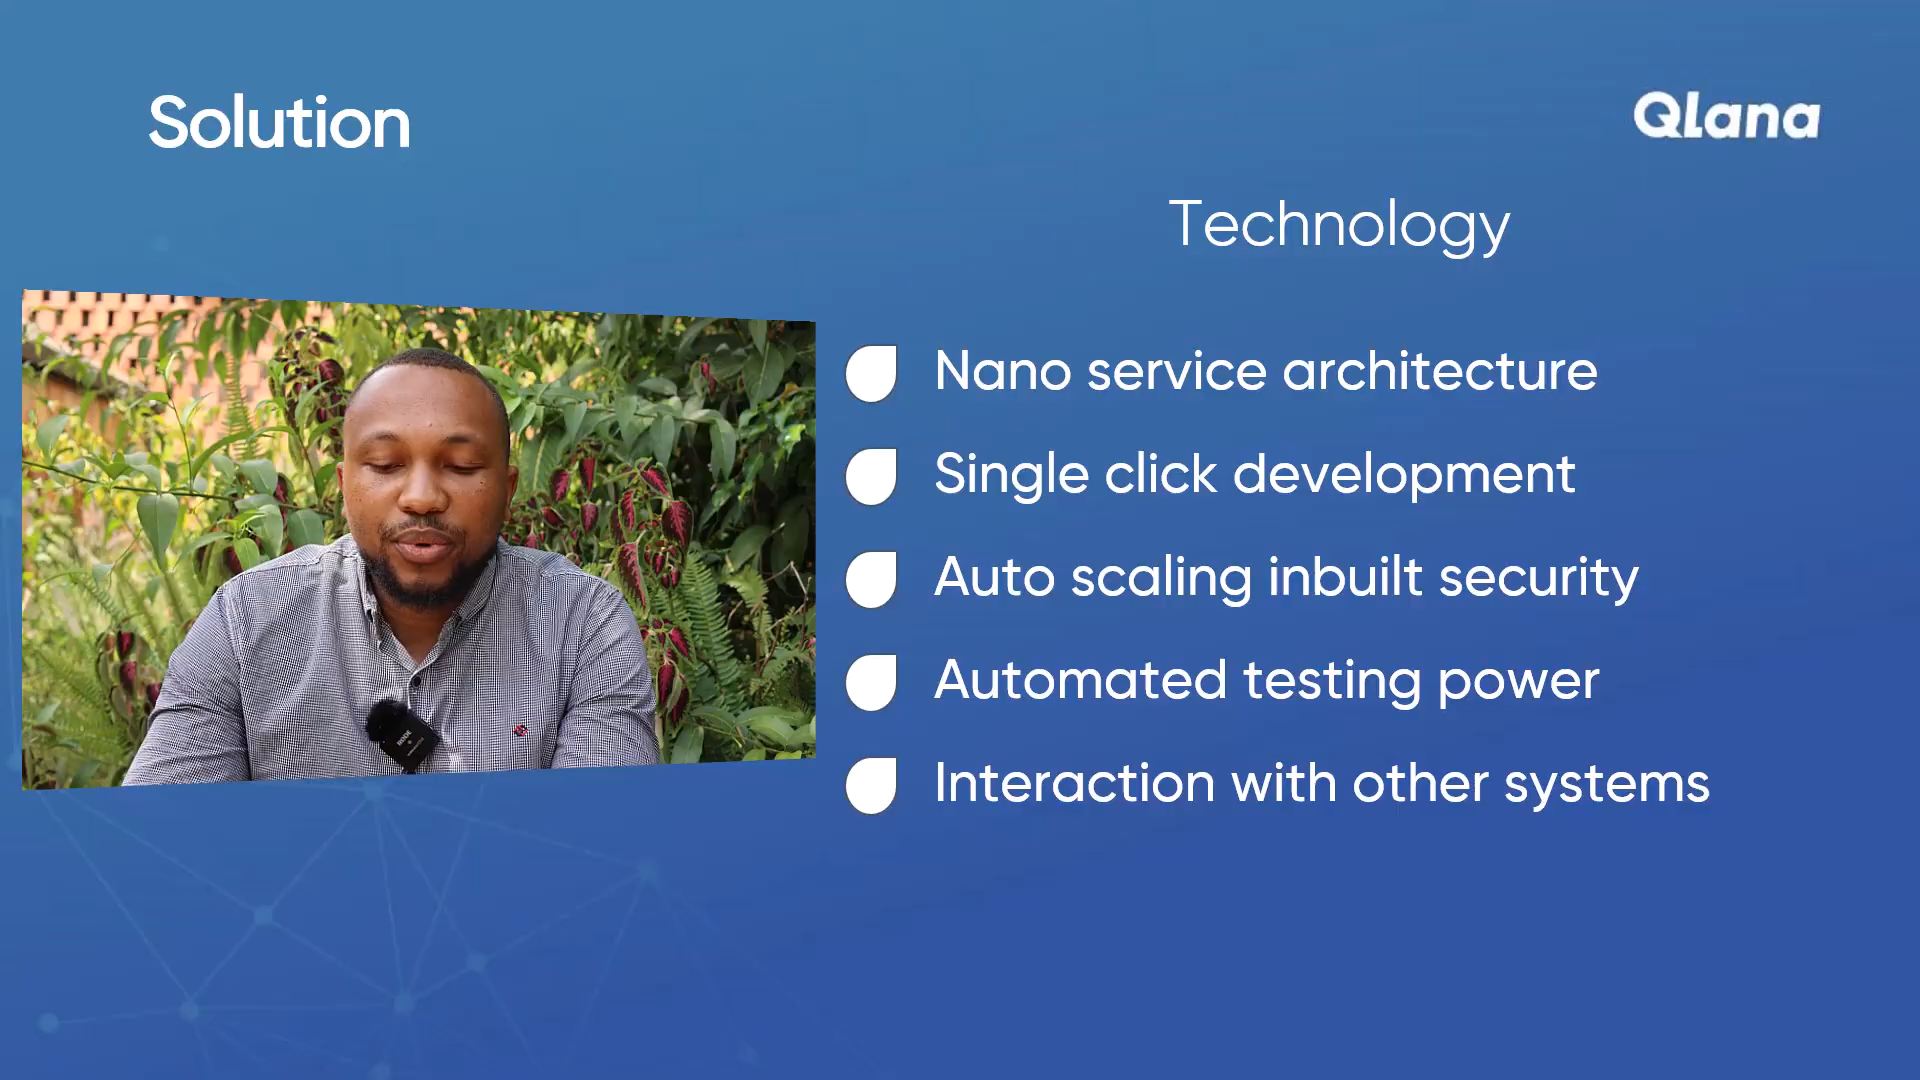 Solution
Qlana
Technology
Nano service architecture
Single click development
Auto scaling inbuilt security
Automated testing power
Interaction with other systems
RODE